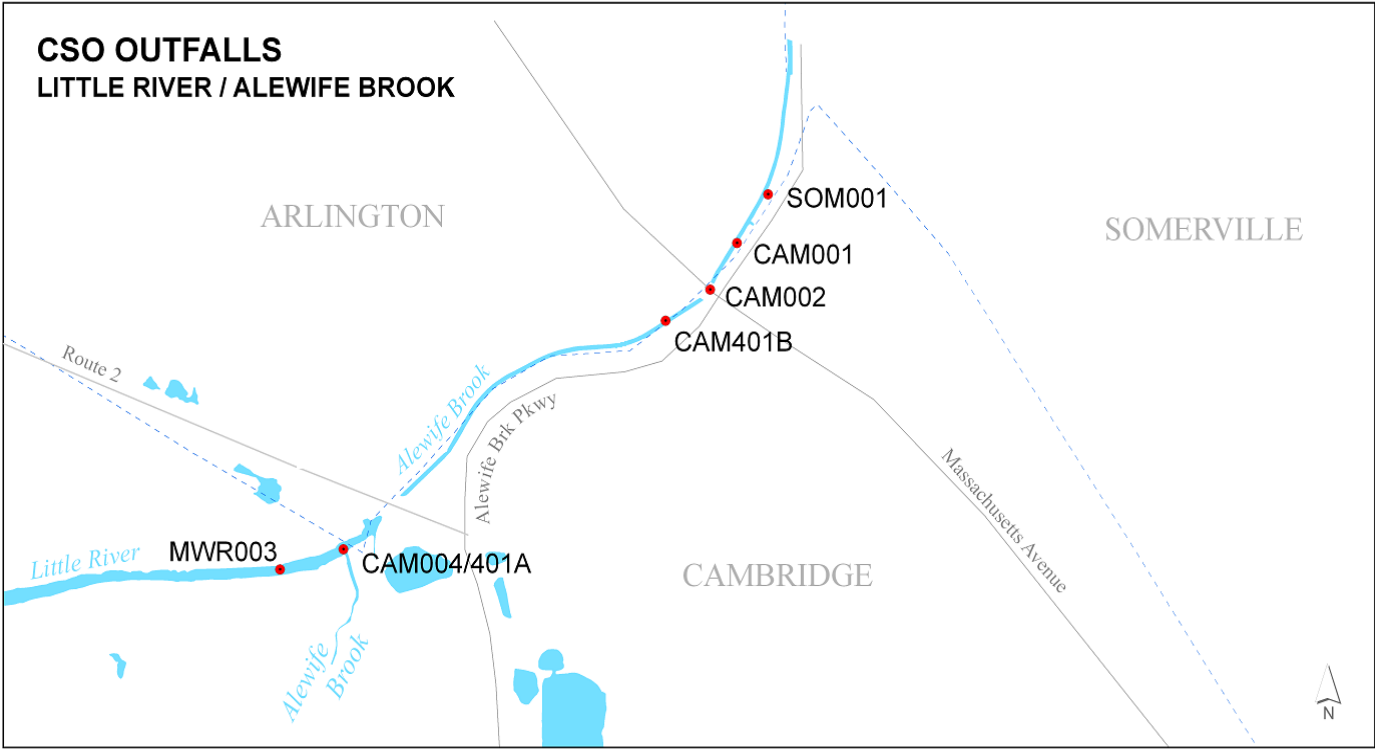 CSO OUTFALLS
LITTLE RIVER / ALEWIFE BROOK
SOM001
ARLINGTON
SOMERVILLE
CAM001
CAM002
CAM401B
Route 2
Alewife Brook
Alewife Brk Pkwy
Massachusetts Avenue
Little River
MWR003
CAM004/401A
CAMBRIDGE
Alewife
Brook
N